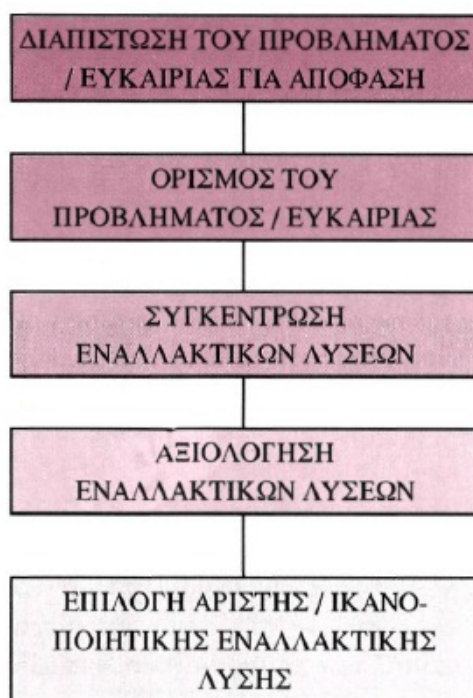 ΔΙΑΠΙΣΤΩΣΗ ΤΟΥ ΠΡΟΒΛΗΜΑΤΟΣ
/ ΕΥΚΑΙΡΙΑΣ ΓΙΑ ΑΠΟΦΑΣΗ
ΟΡΙΣΜΟΣ ΤΟΥ
ΠΡΟΒΛΗΜΑΤΟΣ / ΕΥΚΑΙΡΙΑΣ
ΣΥΓΚΕΝΤΡΩΣΗ
ΕΝΑΛΛΑΚΤΙΚΩΝ ΛΥΣΕΩΝ
ΑΞΙΟΛΟΓΗΣΗ
ΕΝΑΛΛΑΚΤΙΚΩΝ ΛΥΣΕΩΝ
ΕΠΙΛΟΓΗ ΑΡΙΣΤΗΣ / ΙΚΑΝΟ-
ΠΟΙΗΤΙΚΗΣ ΕΝΑΛΛΑΚΤΙΚΗΣ
ΛΥΣΗΣ